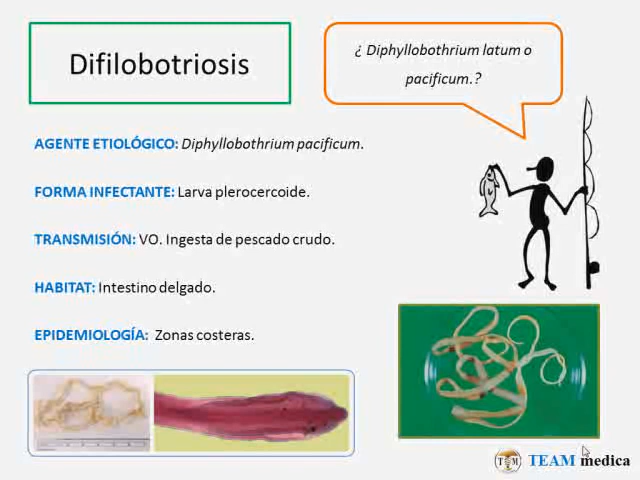 Difilobotriosis
¿ Diphyllobothrium latum o
pacificum.?
AGENTE ETIOLÓGICO: Diphyllobothrium pacificum.
FORMA INFECTANTE: Larva plerocercoide.
TRANSMISIÓN: VO. Ingesta de pescado crudo.
HABITAT: Intestino delgado.
EPIDEMIOLOGÍA: Zonas costeras.
TEAM medica